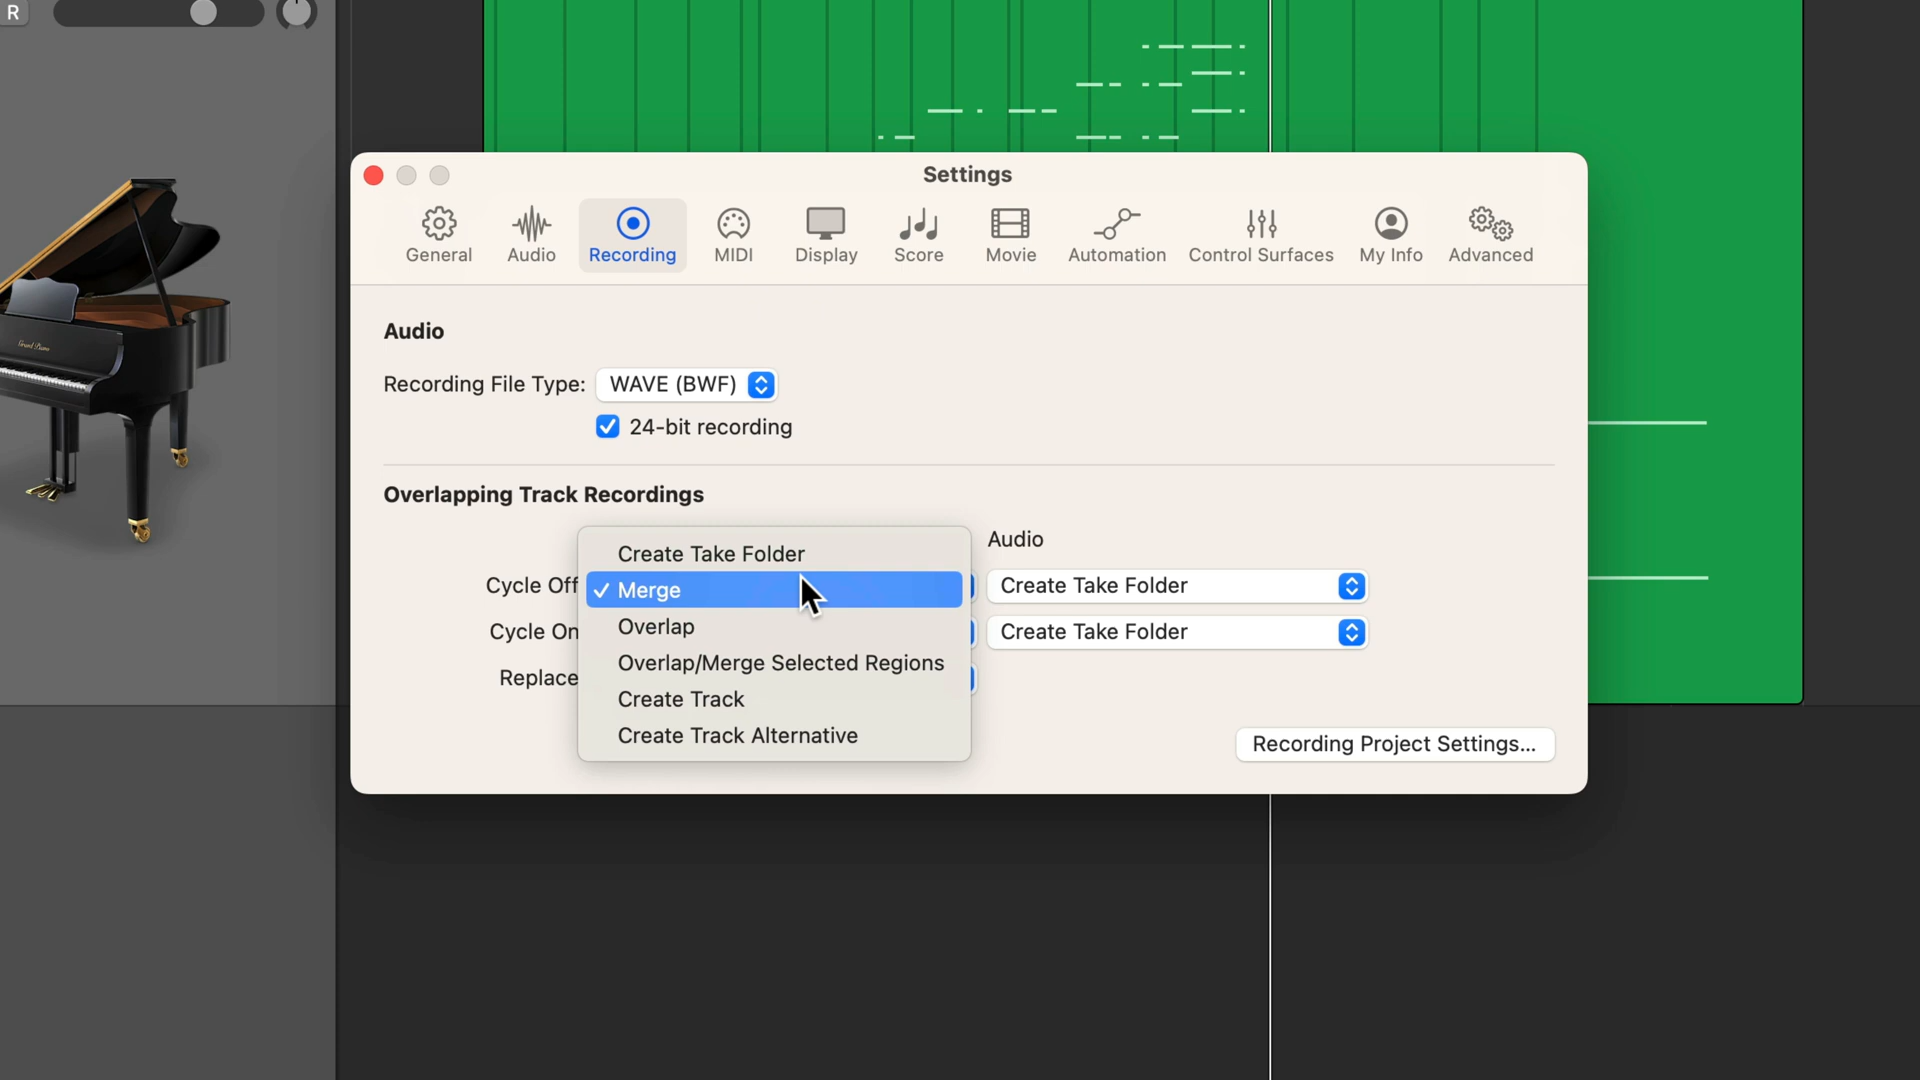 R
Settings
General Audio Recording MIDI Display Score Movie Automation Control Surfaces My Info Advanced
Audio
Recording File Type: WAVE (BWF)
24-bit recording
Overlapping Track Recordings
Audio
Create Take Folder
Cycle Off
✓ Merge
Create Take Folder
Overlap
Cycle On
Create Take Folder
Overlap/Merge Selected Regions
Replace
Create Track
Create Track Alternative
Recording Project Settings...
Grand Piano